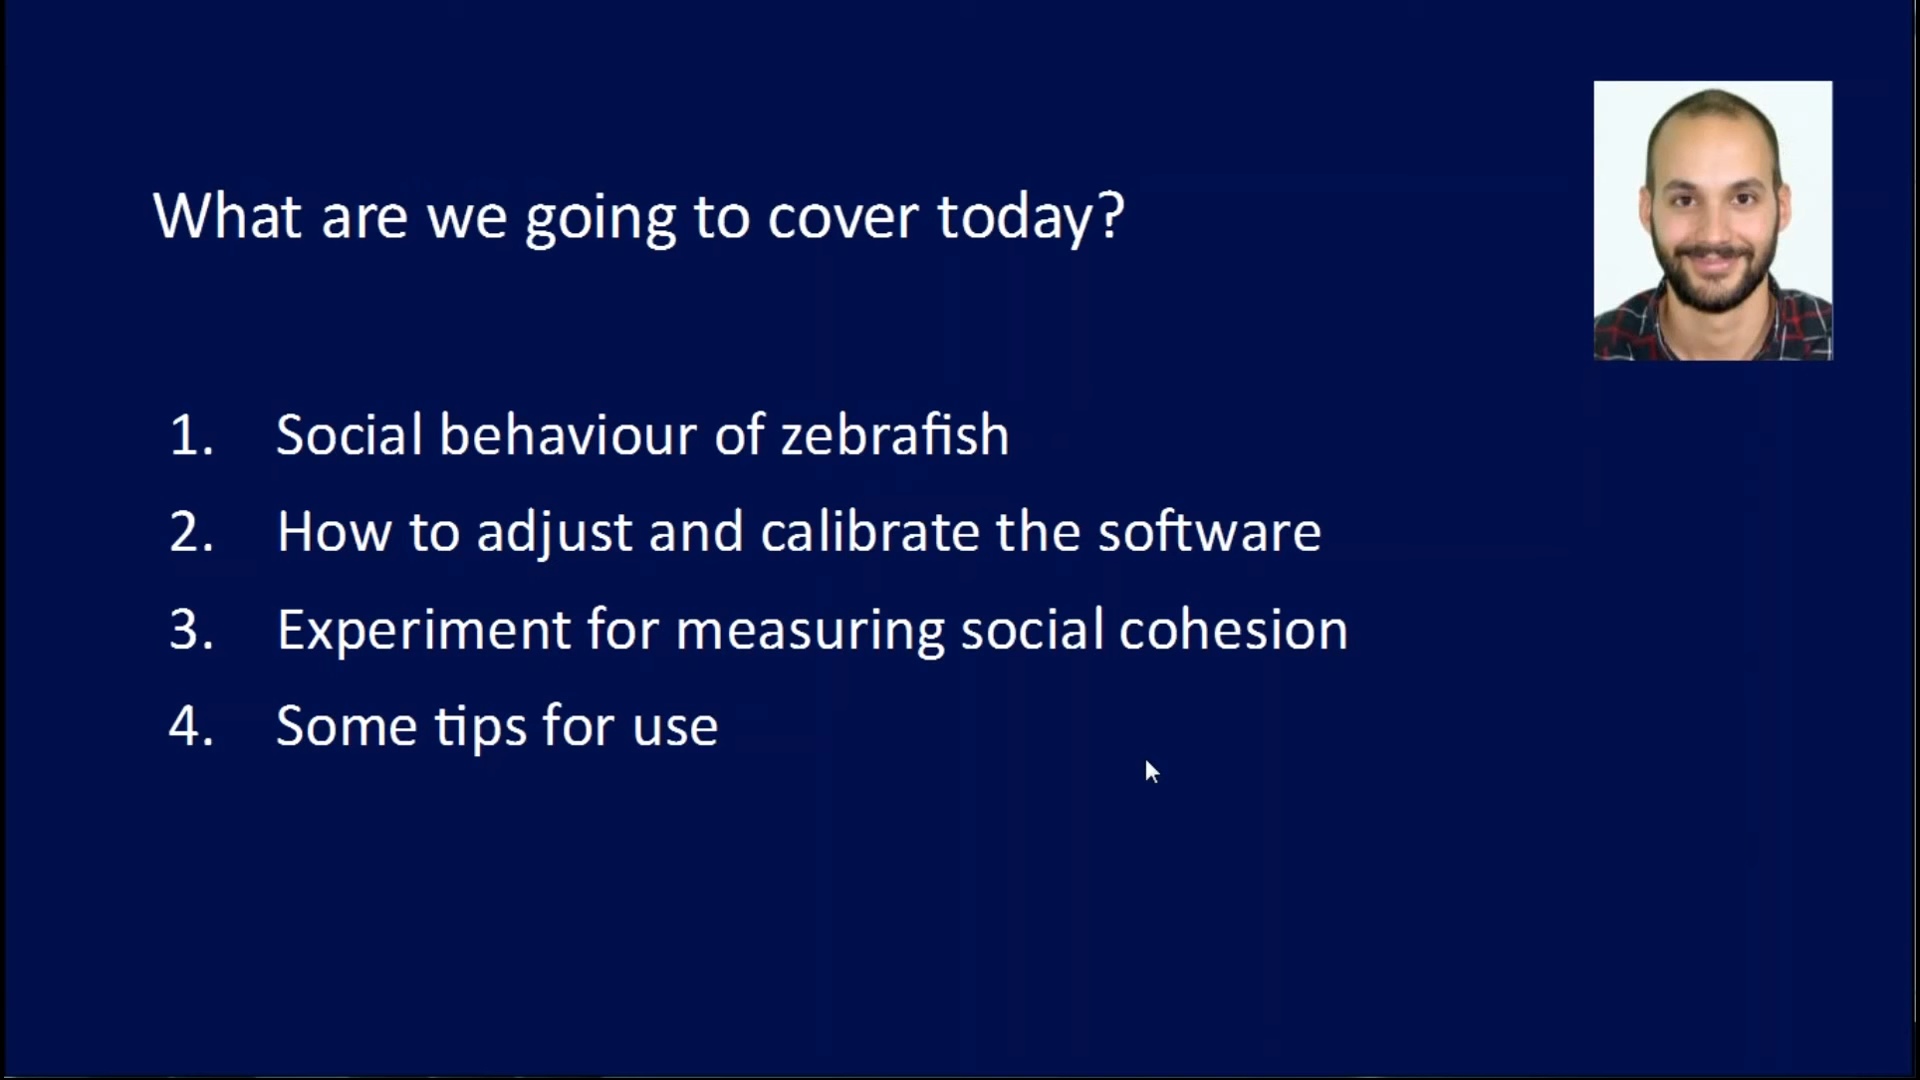 What are we going to cover today?
1. Social behaviour of zebrafish
2. How to adjust and calibrate the software
3. Experiment for measuring social cohesion
4. Some tips for use